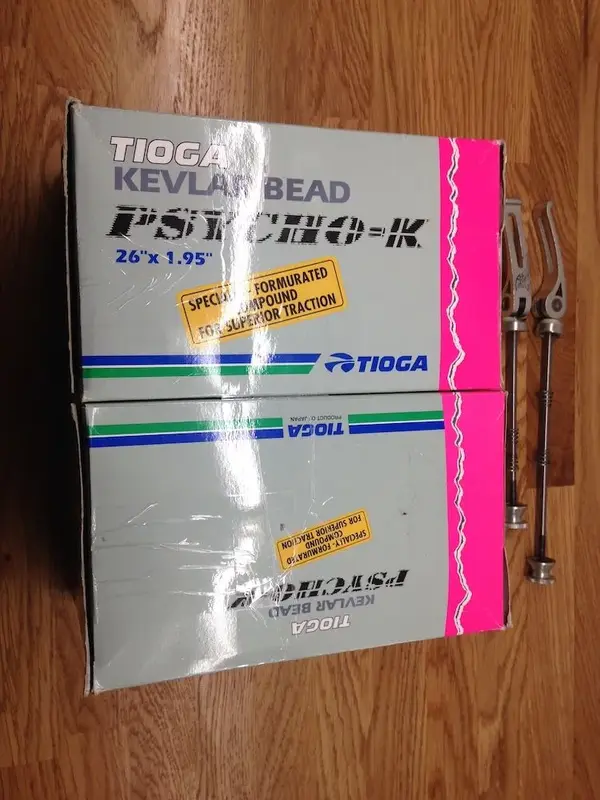 TIOGA
KEVLAR BEAD
PSYCHO-K
26" x 1.95"
SPECIALLY-FORMURATED
COMPOUND
FOR SUPERIOR TRACTION
TIOGA
TIOGA
KEVLAR BEAD
PSYCHO-K
SPECIALLY-FORMURATED
COMPOUND
FOR SUPERIOR TRACTION
TIOGA
PRODUCT OF JAPAN